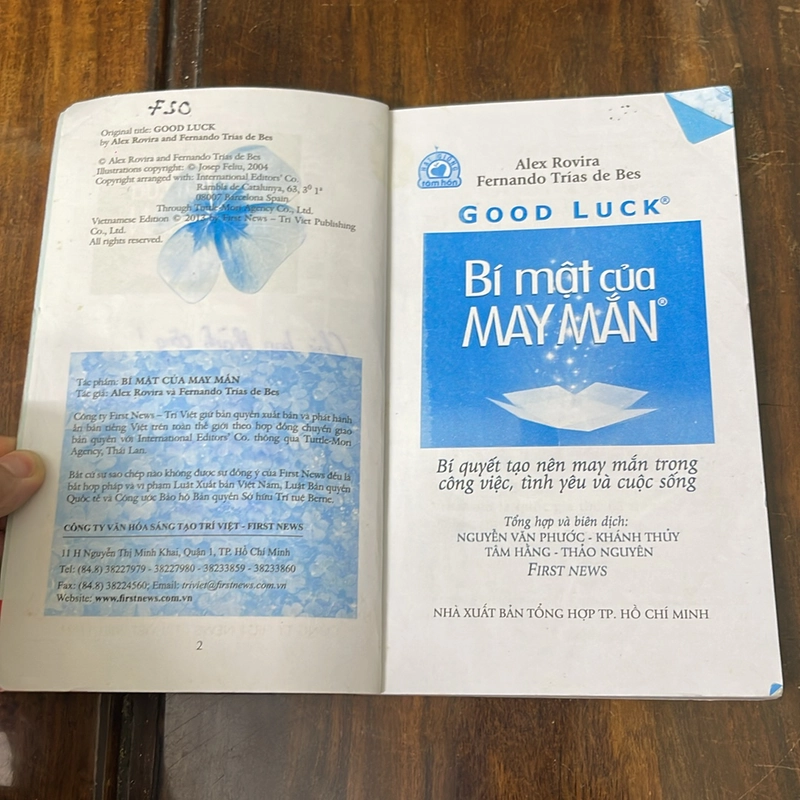 FSO
Original title: GOOD LUCK
by Alex Rovira and Fernando Trías de Bes
© Alex Rovira and Fernando Trías de Bes
Illustrations copyright: © Josep Feliu, 2004
Copyright arranged with: International Editors' Co.
Rambla de Catalunya, 63, 3º 1ª
08007 Barcelona Spain.
Through Tuttle-Mori Agency Co., Ltd.
Vietnamese Edition © 2013 by First News – Tri Viet Publishing
Co., Ltd.
All rights reserved.
Tác phẩm: BÍ MẬT CỦA MAY MẮN
Tác giả: Alex Rovira và Fernando Trías de Bes
Công ty First News – Trí Việt giữ bản quyền xuất bản và phát hành
ấn bản tiếng Việt trên toàn thế giới theo hợp đồng chuyển giao
bản quyền với International Editors' Co. thông qua Tuttle-Mori
Agency, Thái Lan.
Bất cứ sự sao chép nào không được sự đồng ý của First News đều là
bất hợp pháp và vi phạm Luật Xuất bản Việt Nam, Luật Bản quyền
Quốc tế và Công ước Bảo hộ Bản quyền Sở hữu Trí tuệ Berne.
CÔNG TY VĂN HÓA SÁNG TẠO TRÍ VIỆT - FIRST NEWS
11 H Nguyễn Thị Minh Khai, Quận 1, TP. Hồ Chí Minh
Tel: (84.8) 38227979 - 38227980 - 38233859 - 38233860
Fax: (84.8) 38224560; Email: triviet@firstnews.com.vn
Website: www.firstnews.com.vn
2
HẠT GIỐNG
tâm hồn
Alex Rovira
Fernando Trías de Bes
GOOD LUCK®
Bí mật của
MAY MẮN®
Bí quyết tạo nên may mắn trong
công việc, tình yêu và cuộc sống
Tổng hợp và biên dịch:
NGUYỄN VĂN PHƯỚC - KHÁNH THỦY
TÂM HẰNG - THẢO NGUYÊN
FIRST NEWS
NHÀ XUẤT BẢN TỔNG HỢP TP. HỒ CHÍ MINH